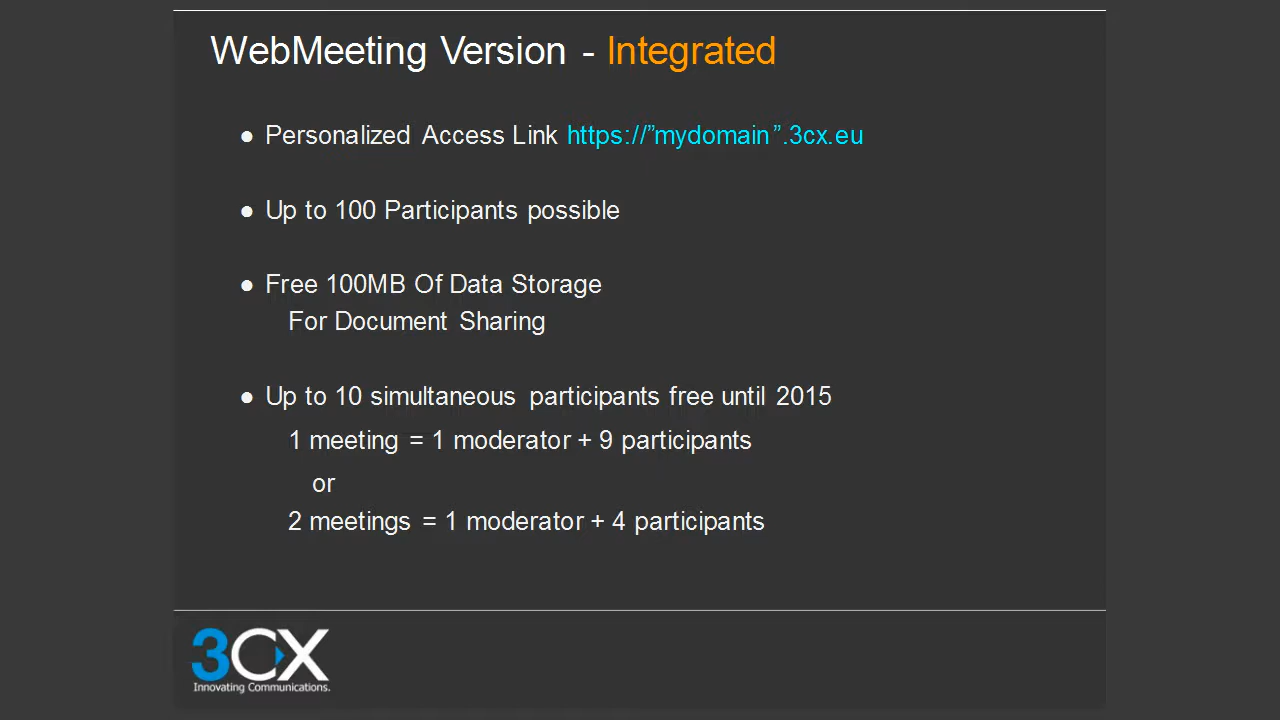 WebMeeting Version - Integrated
● Personalized Access Link https://”mydomain”.3cx.eu
● Up to 100 Participants possible
● Free 100MB Of Data Storage
For Document Sharing
● Up to 10 simultaneous participants free until 2015
1 meeting = 1 moderator + 9 participants
or
2 meetings = 1 moderator + 4 participants
3CX
Innovating Communications.